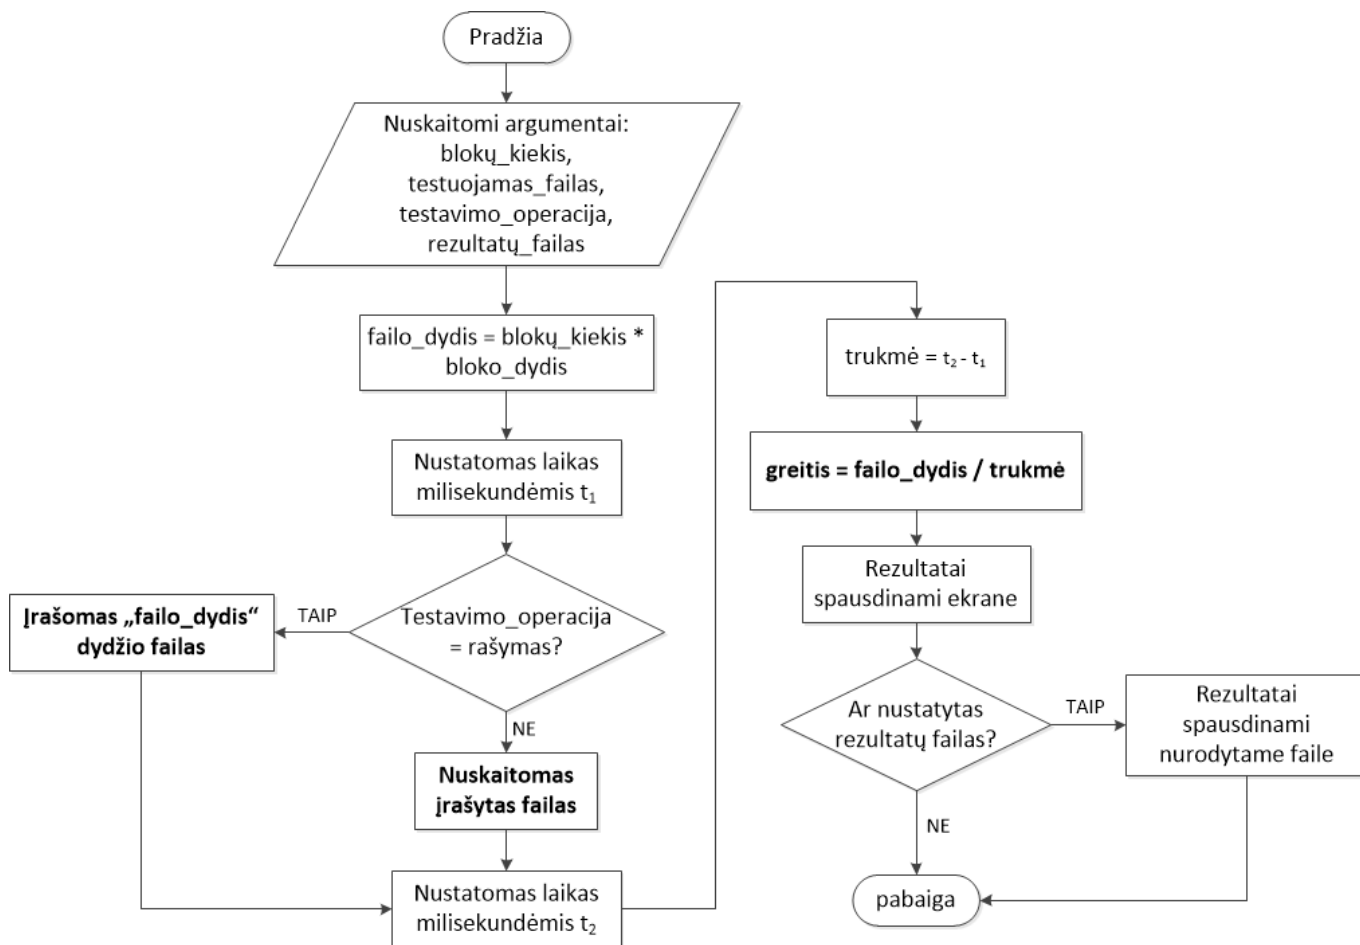 Pradžia
Nuskaitomi argumentai:
blokų_kiekis,
testuojamas_failas,
testavimo_operacija,
rezultatų_failas
failo_dydis = blokų_kiekis *
bloko_dydis
Nustatomas laikas
milisekundėmis t₁
Testavimo_operacija
= rašymas?
TAIP
Įrašomas „failo_dydis“
dydžio failas
NE
Nuskaitomas
įrašytas failas
Nustatomas laikas
milisekundėmis t₂
trukmė = t₂ - t₁
greitis = failo_dydis / trukmė
Rezultatai
spausdinami ekrane
Ar nustatytas
rezultatų failas?
TAIP
Rezultatai
spausdinami
nurodytame faile
NE
pabaiga